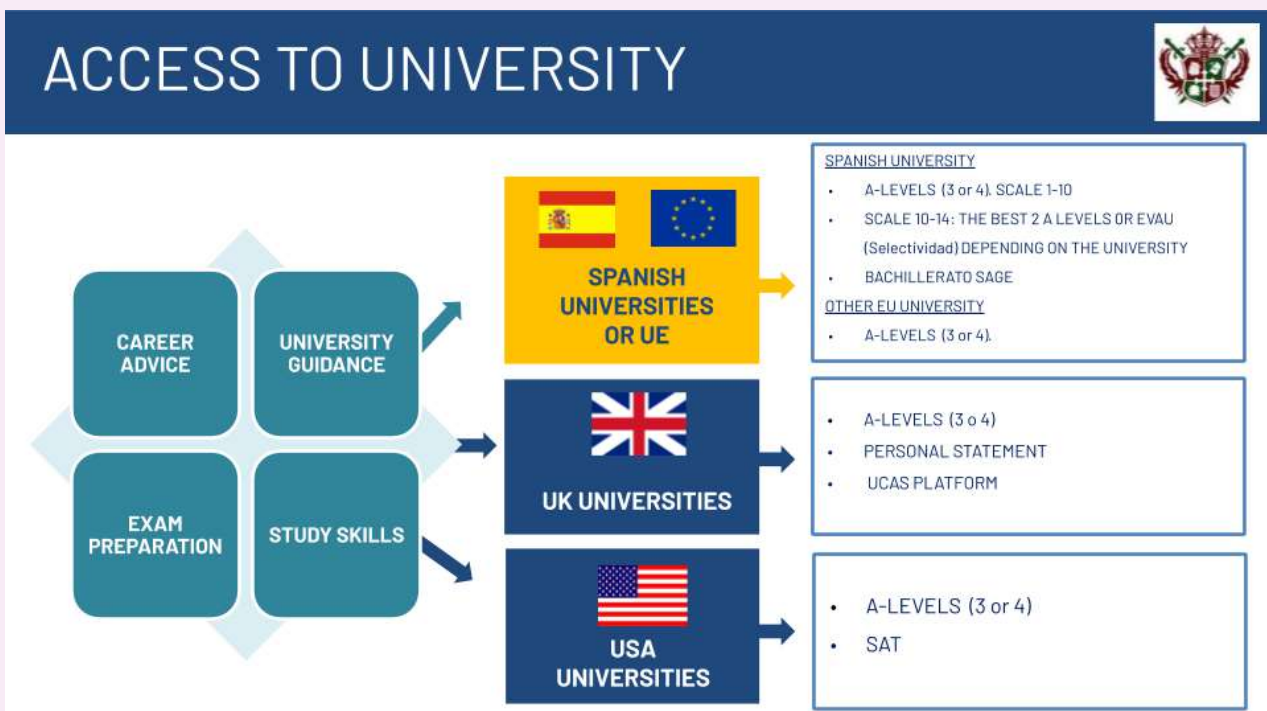 ACCESS TO UNIVERSITY
CAREER
ADVICE
UNIVERSITY
GUIDANCE
EXAM
PREPARATION
STUDY SKILLS
SPANISH
UNIVERSITIES
OR UE
SPANISH UNIVERSITY
• A-LEVELS (3 or 4). SCALE 1-10
• SCALE 10-14: THE BEST 2 A LEVELS OR EVAU
(Selectividad) DEPENDING ON THE UNIVERSITY
• BACHILLERATO SAGE
OTHER EU UNIVERSITY
• A-LEVELS (3 or 4).
UK UNIVERSITIES
• A-LEVELS (3 o 4)
• PERSONAL STATEMENT
• UCAS PLATFORM
USA
UNIVERSITIES
• A-LEVELS (3 or 4)
• SAT